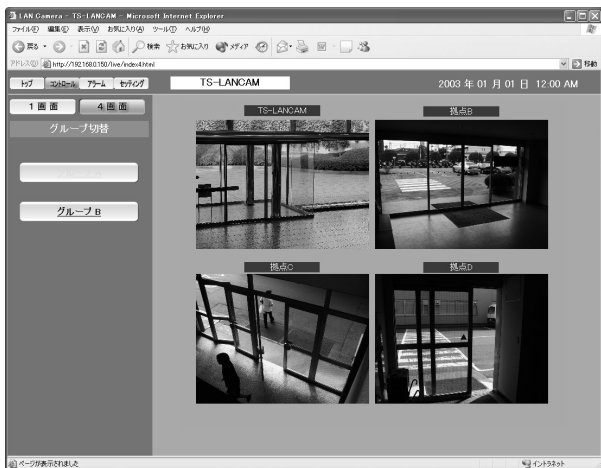 LAN Camera - TS-LANCAM - Microsoft Internet Explorer
ファイル(F) 編集(E) 表示(V) お気に入り(A) ツール(T) ヘルプ(H)
戻る 検索 お気に入り メディア
アドレス(D) http://192.168.0.150/live/index4.html 移動
トップ コントロール アラーム セッティング TS-LANCAM 2003 年 01 月 01 日 12:00 AM
1 画 面 4 画 面
グループ切替
グループ B
TS-LANCAM 拠点B
拠点C 拠点D
ページが表示されました イントラネット